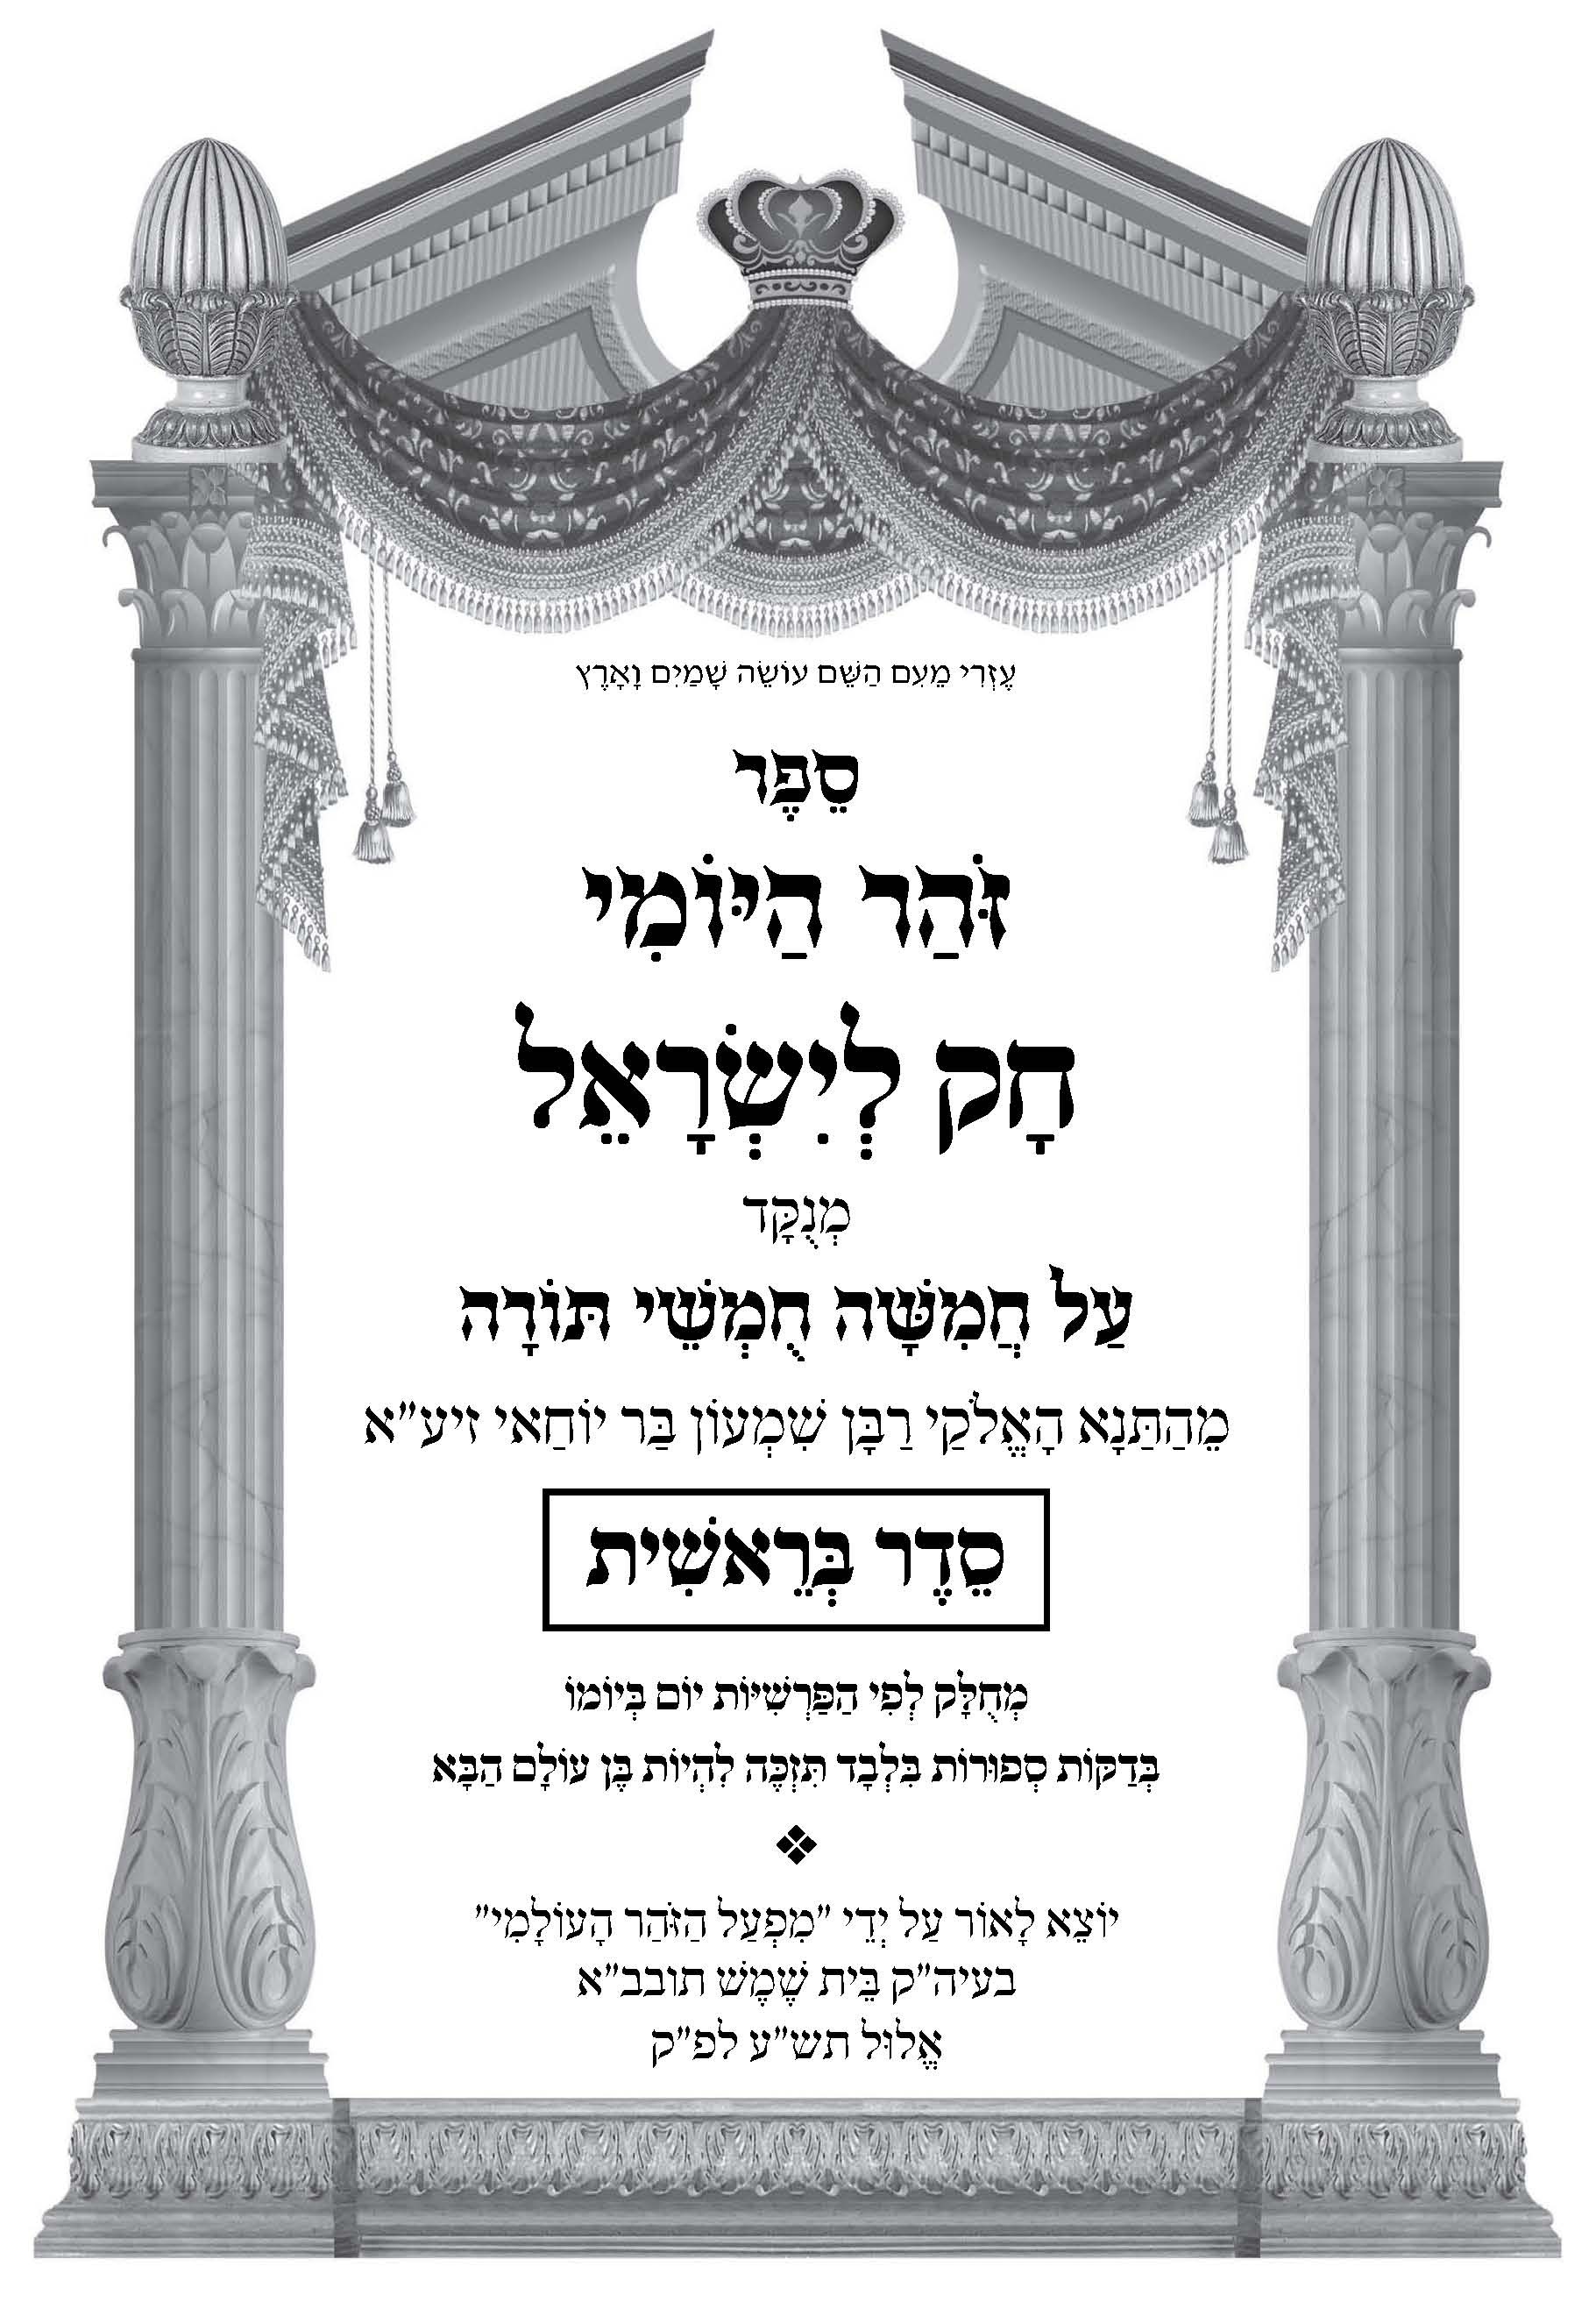 עֶזְרִי מֵעִם הַשֵּׁם עוֹשֵׂה שָׁמַיִם וָאָרֶץ
סֵפֶר
זֹּהַר הַיּוֹמִי
חָק לְיִשְׂרָאֵל
מְנֻקָּד
עַל חֲמִשָּׁה חֻמְשֵׁי תּוֹרָה
מֵהַתַּנָא הָאֱלֹקַי רַבָּן שִׁמְעוֹן בַּר יוֹחַאי זיע"א
סֵדֶר בְּרֵאשִׁית
מְחֻלָּק לְפִי הַפַּרְשִׁיּוֹת יוֹם בְּיוֹמוֹ
בְּדַקּוֹת סְפוּרוֹת בִּלְבָד תִּזְכֶּה לִהְיוֹת בֶּן עוֹלָם הַבָּא
יוֹצֵא לָאוֹר עַל יְדֵי "מִפְעַל הַזֹּהַר הָעוֹלָמִי"
בעיה"ק בֵּית שֶׁמֶשׁ תובב"א
אֱלוּל תש"ע לפ"ק